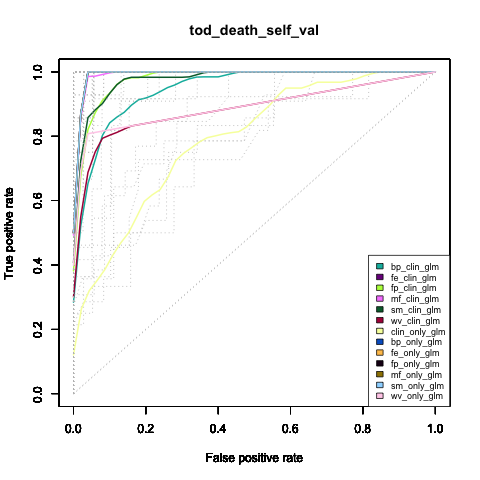 tod_death_self_val
True positive rate
1.0
0.8
0.6
0.4
0.2
0.0
bp_clin_glm
fe_clin_glm
fp_clin_glm
mf_clin_glm
sm_clin_glm
wv_clin_glm
clin_only_glm
bp_only_glm
fe_only_glm
fp_only_glm
mf_only_glm
sm_only_glm
wv_only_glm
0.0 0.2 0.4 0.6 0.8 1.0
False positive rate